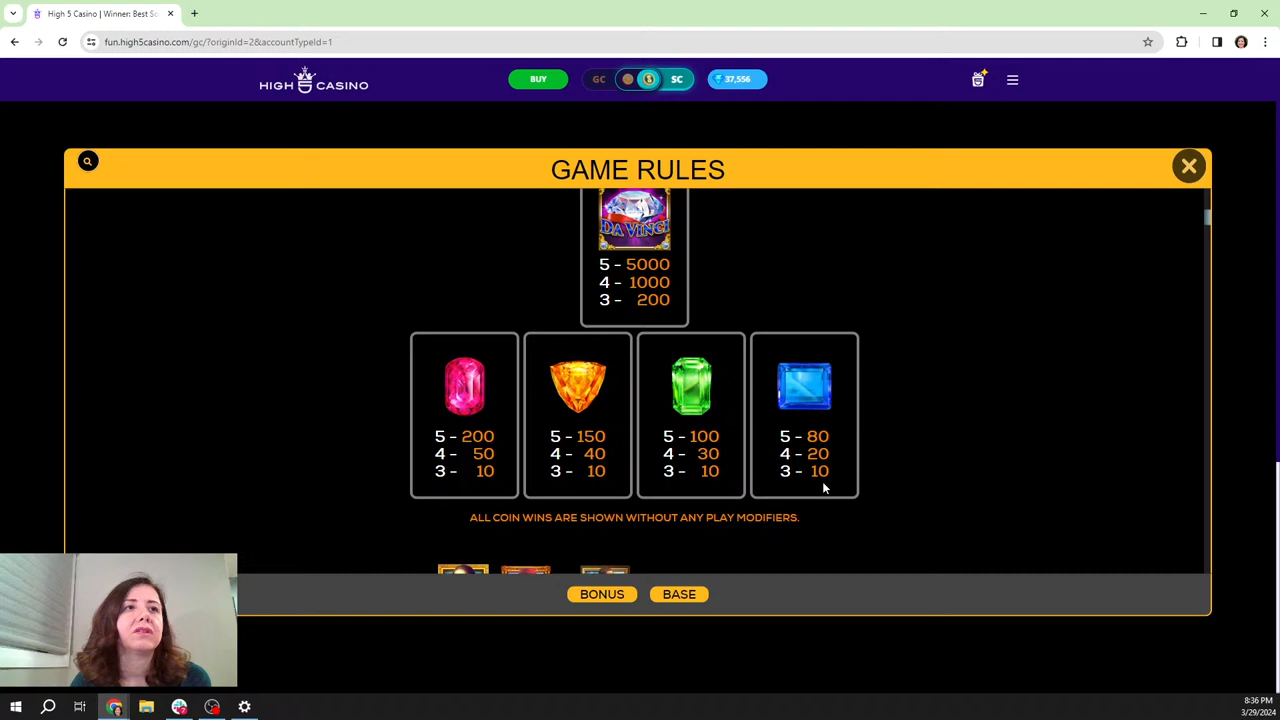 High 5 Casino | Winner: Best So
fun.high5casino.com/gc/?originId=2&accountTypeId=1
HIGH 5 CASINO
BUY
GC
SC
37,556
GAME RULES
DA VINCI
5 - 5000
4 - 1000
3 - 200
5 - 200
4 - 50
3 - 10
5 - 150
4 - 40
3 - 10
5 - 100
4 - 30
3 - 10
5 - 80
4 - 20
3 - 10
ALL COIN WINS ARE SHOWN WITHOUT ANY PLAY MODIFIERS.
BONUS
BASE
8:36 PM
3/29/2024